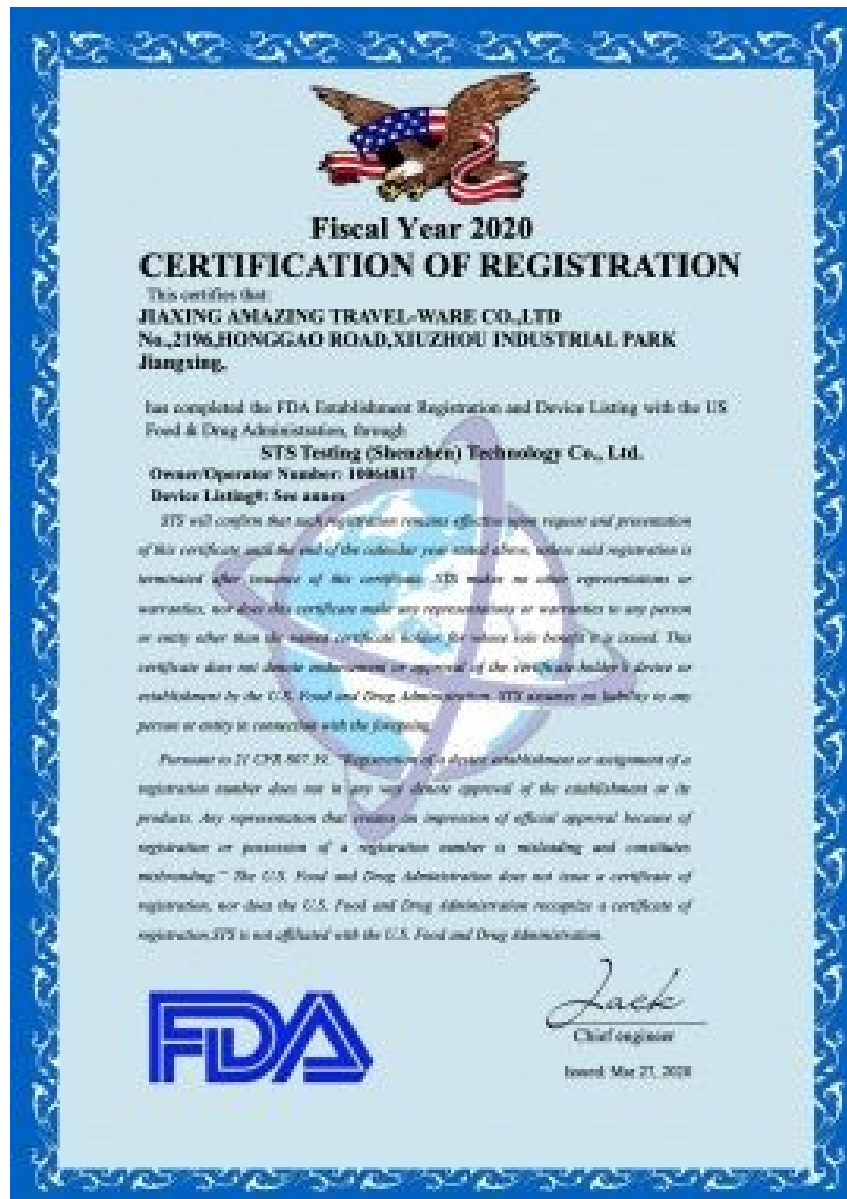 Fiscal Year 2020
CERTIFICATION OF REGISTRATION
This certifies that:
JIAXING AMAZING TRAVEL-WARE CO.,LTD
No.,2196,HONGGAO ROAD,XIUZHOU INDUSTRIAL PARK
Jiangxing,
has completed the FDA Establishment Registration and Device Listing with the US
Food & Drug Administration, through
STS Testing (Shenzhen) Technology Co., Ltd.
Owner/Operator Number: 10064817
Device Listing#: See annex
STS will confirm that such registration remains effective upon request and presentation
of this certificate until the end of the calendar year stated above, unless said registration is
terminated after issuance of this certificate. STS makes no other representations or
warranties, nor does this certificate make any representations or warranties to any person
or entity other than the named certificate holder, for whose sole benefit it is issued. This
certificate does not denote endorsement or approval of the certificate-holder's device or
establishment by the U.S. Food and Drug Administration. STS assumes no liability to any
person or entity in connection with the foregoing.
Pursuant to 21 CFR 807.39, "Registration of a device establishment or assignment of a
registration number does not in any way denote approval of the establishment or its
products. Any representation that creates an impression of official approval because of
registration or possession of a registration number is misleading and constitutes
misbranding." The U.S. Food and Drug Administration does not issue a certificate of
registration, nor does the U.S. Food and Drug Administration recognize a certificate of
registration.STS is not affiliated with the U.S. Food and Drug Administration.
Jack
Chief engineer
FDA
Issued: Mar 27, 2020